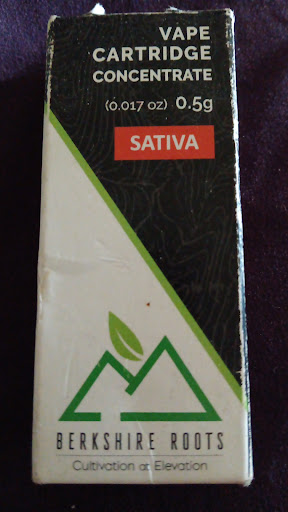 VAPE
CARTRIDGE
CONCENTRATE
(0.017 oz) 0.5g
SATIVA
BERKSHIRE ROOTS
Cultivation at Elevation